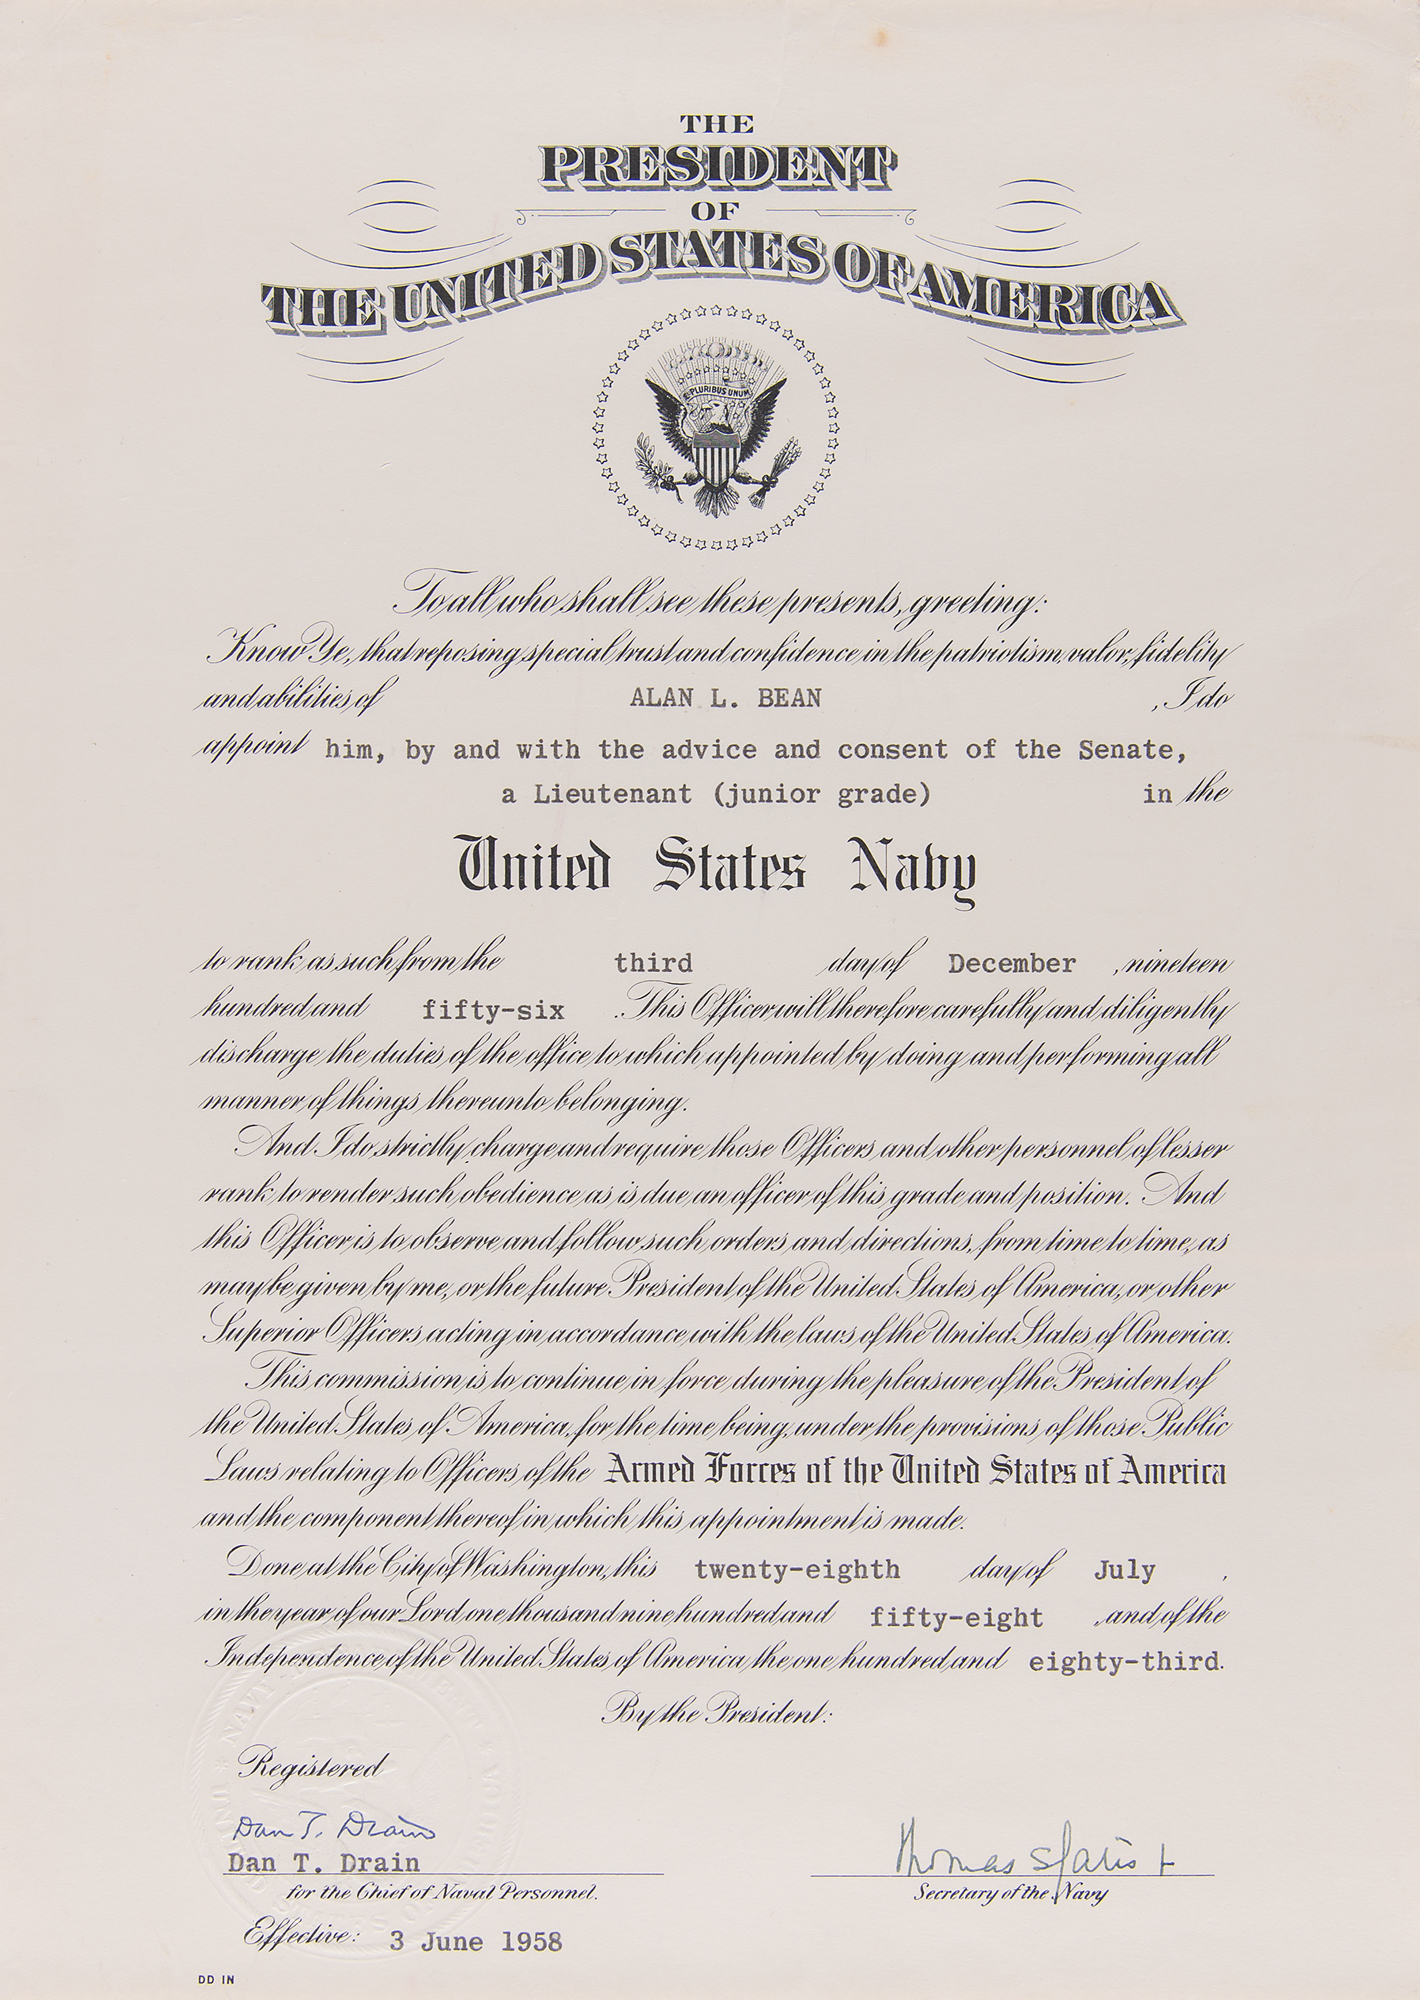 THE
PRESIDENT
OF
THE UNITED STATES OF AMERICA
E PLURIBUS UNUM
To all who shall see these presents, greeting:
Know Ye, that reposing special trust and confidence in the patriotism, valor, fidelity
and abilities of ALAN L. BEAN , I do
appoint him, by and with the advice and consent of the Senate,
a Lieutenant (junior grade) in the
United States Navy
to rank as such from the third day of December , nineteen
hundred and fifty-six . This Officer will therefore carefully and diligently
discharge the duties of the office to which appointed by doing and performing all
manner of things thereunto belonging.
And I do strictly charge and require those Officers and other personnel of lesser
rank to render such obedience as is due an officer of this grade and position. And
this Officer is to observe and follow such orders and directions, from time to time, as
may be given by me, or the future President of the United States of America, or other
Superior Officers acting in accordance with the laws of the United States of America.
This commission is to continue in force during the pleasure of the President of
the United States of America, for the time being, under the provisions of those Public
Laws relating to Officers of the Armed Forces of the United States of America
and the component thereof in which this appointment is made.
Done at the City of Washington, this twenty-eighth day of July ,
in the year of our Lord one thousand nine hundred and fifty-eight , and of the
Independence of the United States of America the one hundred and eighty-third.
By the President:
Registered
Dan T. Drain
Dan T. Drain
for the Chief of Naval Personnel.
Thomas S Gates Jr
Secretary of the Navy
Effective: 3 June 1958
DD IN